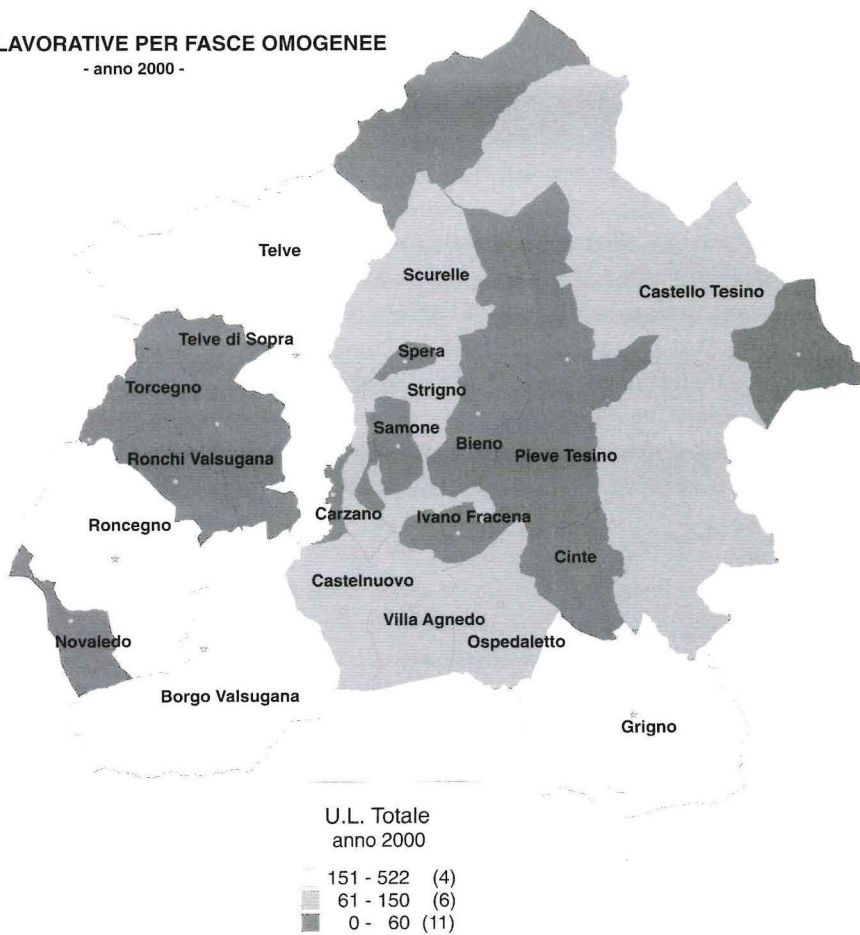 LAVORATIVE PER FASCE OMOGENEE
- anno 2000 -
Telve
Scurelle
Castello Tesino
Telve di Sopra
Spera
Torcegno
Strigno
Samone
Bieno
Pieve Tesino
Ronchi Valsugana
Roncegno
Carzano
Ivano Fracena
Cinte
Castelnuovo
Villa Agnedo
Novaledo
Ospedaletto
Borgo Valsugana
Grigno
U.L. Totale
anno 2000
151 - 522 (4)
61 - 150 (6)
0 - 60 (11)